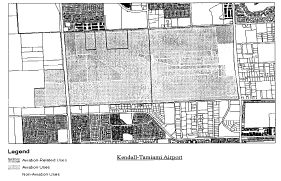 Legend
Aviation-Related Uses
Aviation Uses
Non-Aviation Uses
Kendall-Tamiami Airport